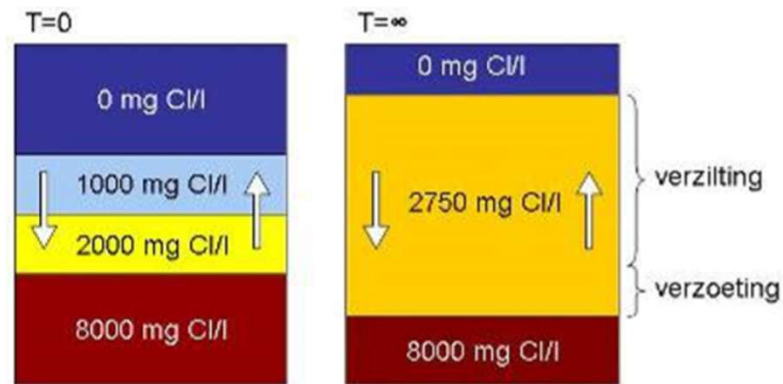 T=0
0 mg Cl/l
1000 mg Cl/l
2000 mg Cl/l
8000 mg Cl/l
T=∞
0 mg Cl/l
2750 mg Cl/l
8000 mg Cl/l
verzilting
verzoeting